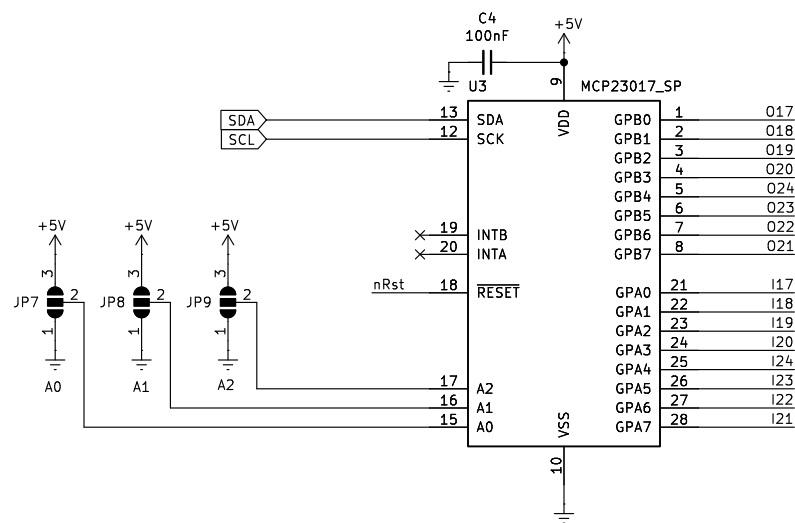 C4
100nF
+5V
U3
9
MCP23017_SP
SDA
13
SDA
VDD
GPB0
1
O17
SCL
12
SCK
GPB1
2
O18
GPB2
3
O19
GPB3
4
O20
GPB4
5
O24
GPB5
6
O23
+5V
+5V
+5V
19
INTB
GPB6
7
O22
20
INTA
GPB7
8
O21
3
3
3
nRst
18
RESET
GPA0
21
I17
JP7
2
JP8
2
JP9
2
GPA1
22
I18
1
1
1
GPA2
23
I19
GPA3
24
I20
GPA4
25
I24
A0
A1
A2
17
A2
GPA5
26
I23
16
A1
GPA6
27
I22
15
A0
VSS
GPA7
28
I21
10